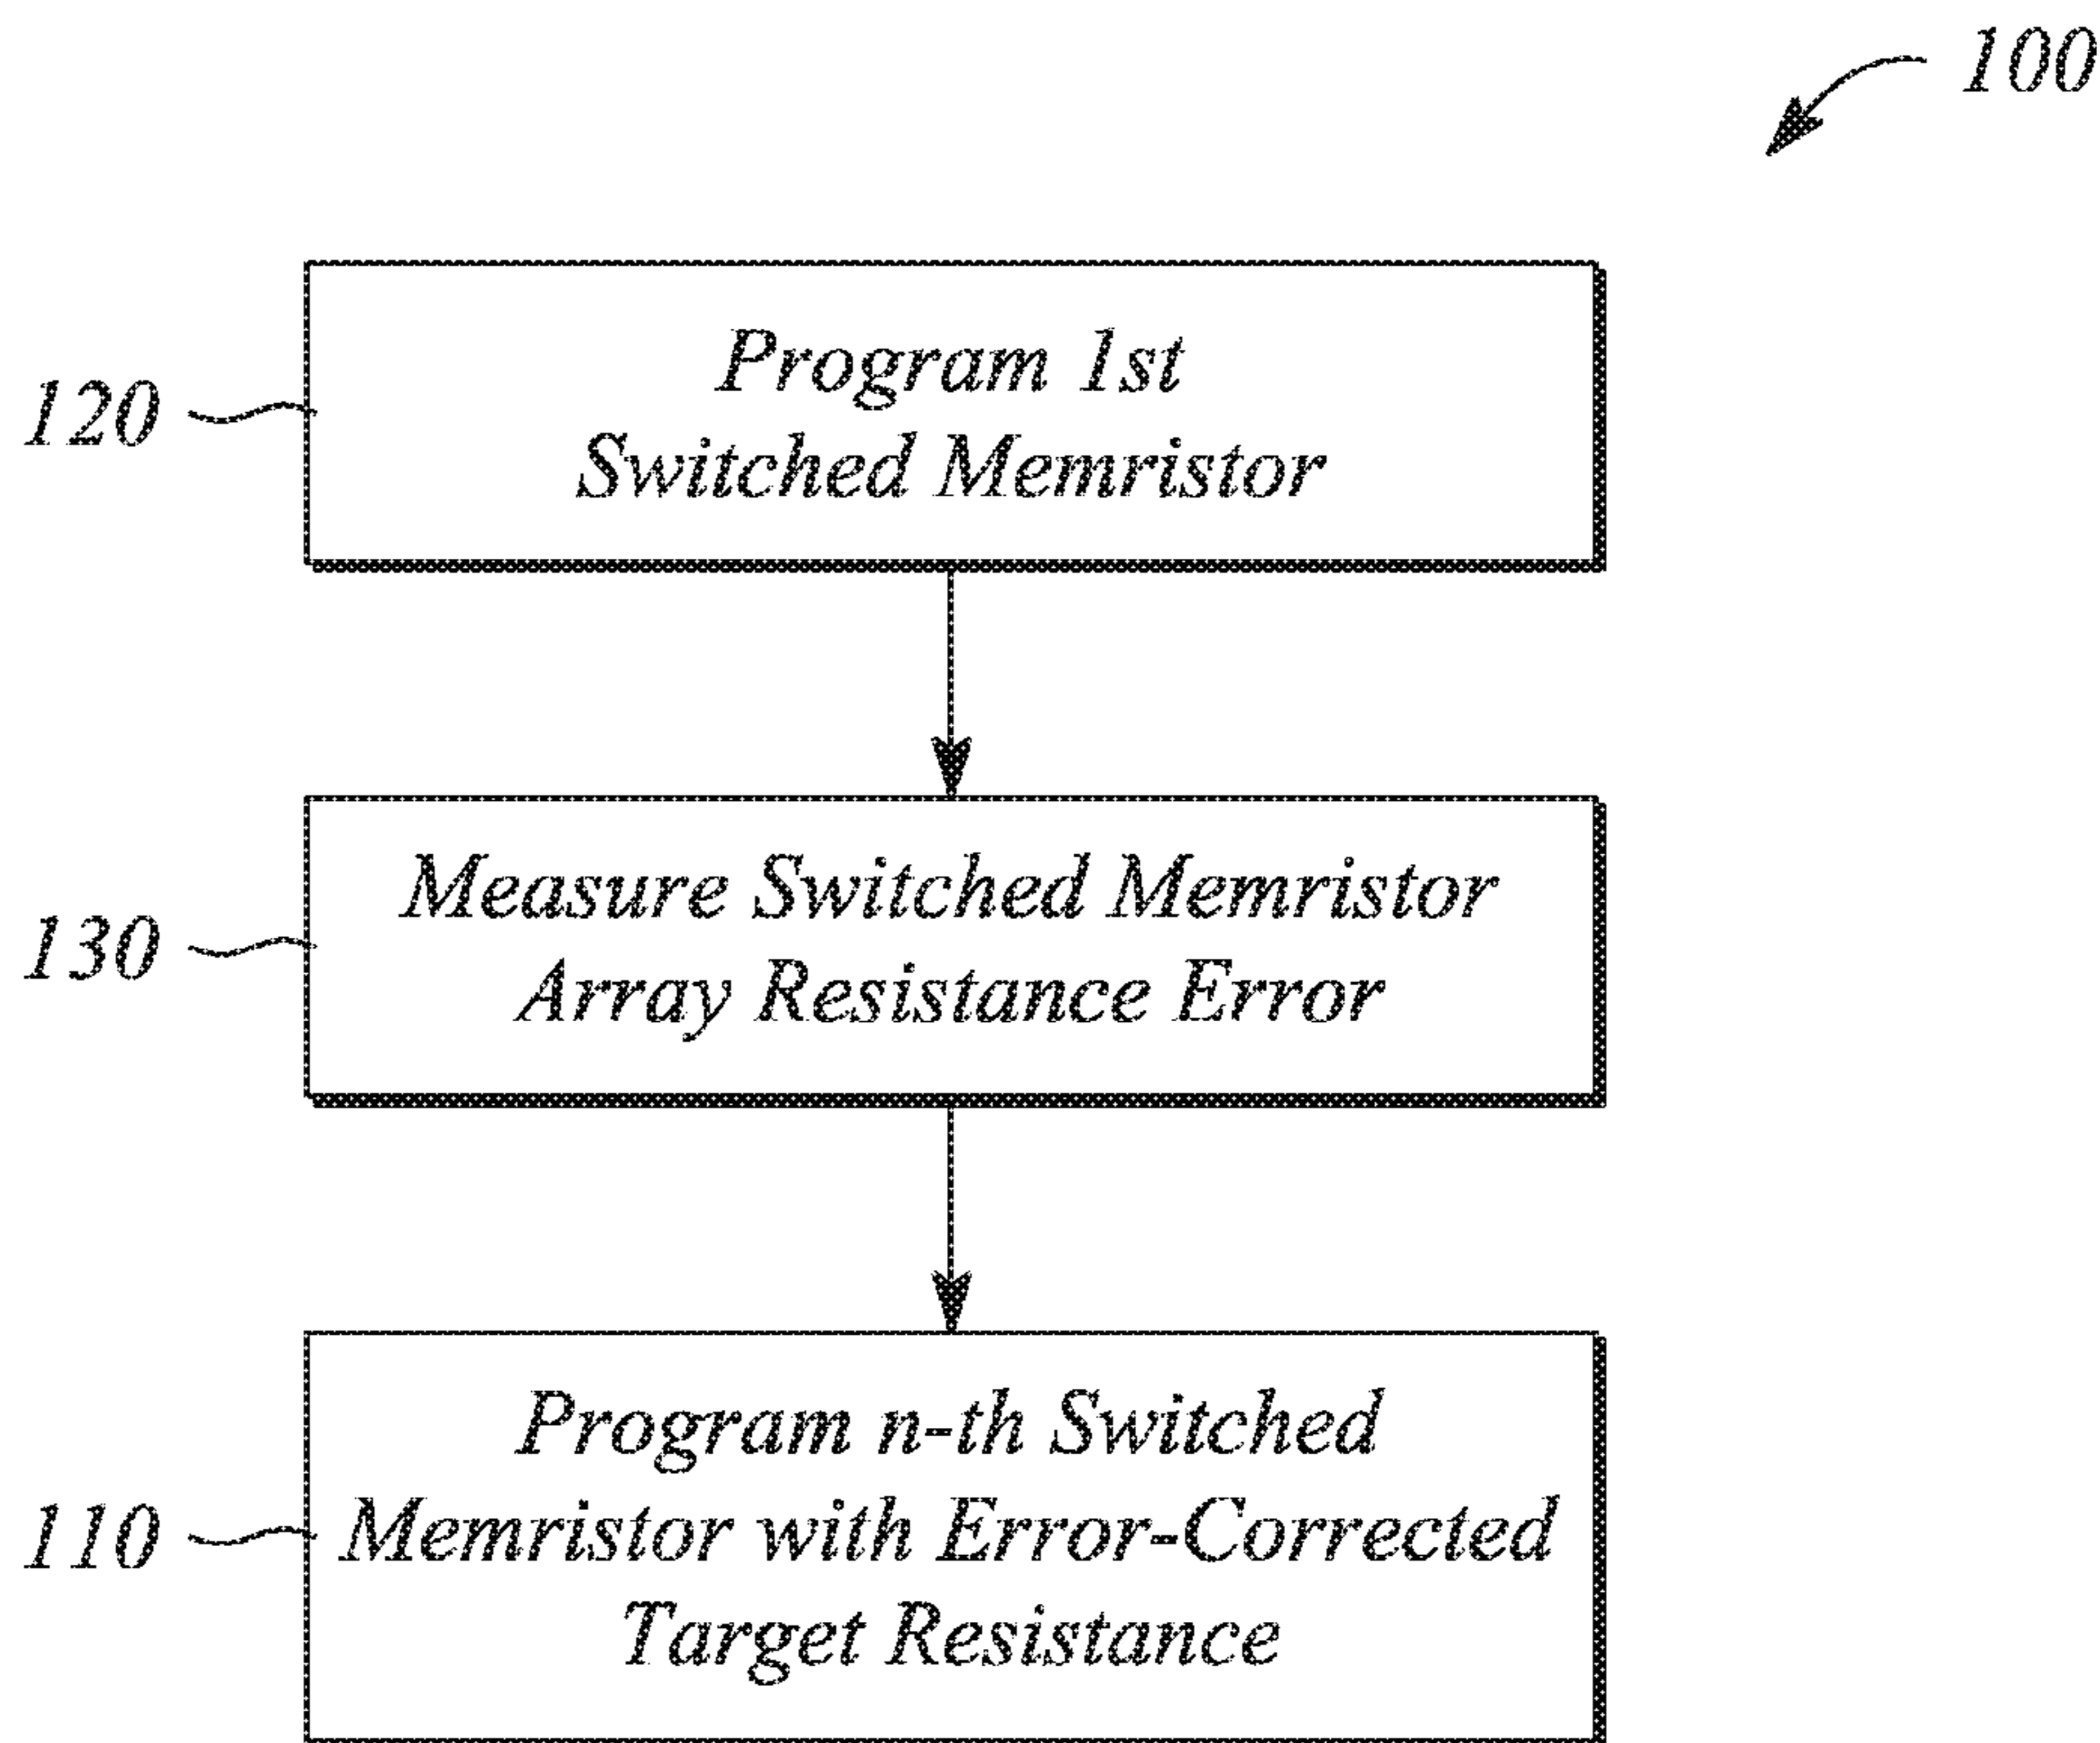 100
120
Program 1st
Switched Memristor
130
Measure Switched Memristor
Array Resistance Error
110
Program n-th Switched
Memristor with Error-Corrected
Target Resistance